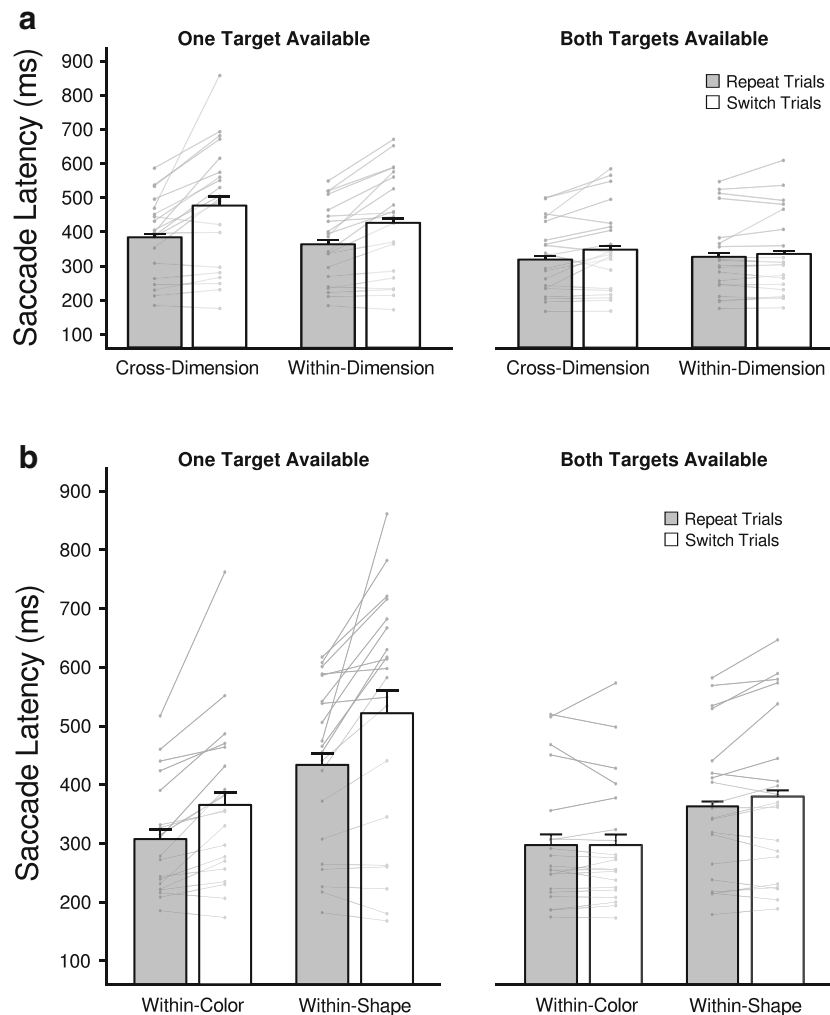 a
One Target Available
Both Targets Available
Saccade Latency (ms)
900
800
700
600
500
400
300
200
100
Repeat Trials
Switch Trials
Cross-Dimension
Within-Dimension
Cross-Dimension
Within-Dimension
b
One Target Available
Both Targets Available
Saccade Latency (ms)
900
800
700
600
500
400
300
200
100
Repeat Trials
Switch Trials
Within-Color
Within-Shape
Within-Color
Within-Shape